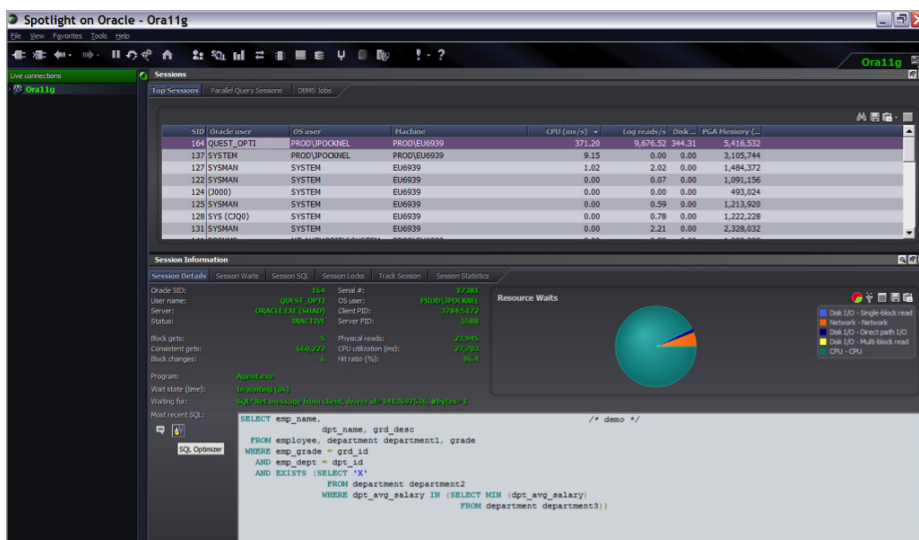 Spotlight on Oracle - Ora11g
File View Favorites Tools Help
Ora11g
Live connections
Ora11g
Sessions
Top Sessions Parallel Query Sessions DBMS Jobs
SID Oracle user OS user Machine CPU (ms/s) Log reads/s Disk ... PGA Memory (...
164 QUEST_OPTI PROD\JPOCKNEL PROD\EU6939 371.20 9,676.52 344.31 5,416,532
137 SYSTEM PROD\JPOCKNEL PROD\EU6939 9.15 0.00 0.00 3,105,744
127 SYSMAN SYSTEM EU6939 1.02 2.02 0.00 1,484,372
122 SYSMAN SYSTEM EU6939 0.00 0.07 0.00 1,091,156
124 (J000) SYSTEM EU6939 0.00 0.00 0.00 493,024
125 SYSMAN SYSTEM EU6939 0.00 0.59 0.00 1,213,920
128 SYS (CJQ0) SYSTEM EU6939 0.00 0.78 0.00 1,222,228
131 SYSMAN SYSTEM EU6939 0.00 2.21 0.00 2,328,032
Session Information
Session Details Session Waits Session SQL Session Locks Track Session Session Statistics
Oracle SID: 164 Serial #: 17381
User name: QUEST_OPTI OS user: PROD\JPOCKNEL
Server: ORACLE.EXE (SHAD) Client PID: 3784:5172
Status: INACTIVE Server PID: 5588
Block gets: 5 Physical reads:
Consistent gets: CPU utilization (ms):
Block changes: 6 Hit ratio (%): 96.4
Program: Agent.exe
Wait state (time): In waiting (0s)
Waiting for: SQL*Net message from client, driver id= #bytes=1
Most recent SQL:
SQL Optimizer
Resource Waits
Disk I/O - Single-block read
Network - Network
Disk I/O - Direct path I/O
Disk I/O - Multi-block read
CPU - CPU
SELECT emp_name, /* demo */
dpt_name, grd_desc
FROM employee, department department1, grade
WHERE emp_grade = grd_id
AND emp_dept = dpt_id
AND EXISTS (SELECT 'X'
FROM department department2
WHERE dpt_avg_salary IN (SELECT MIN (dpt_avg_salary)
FROM department department3))